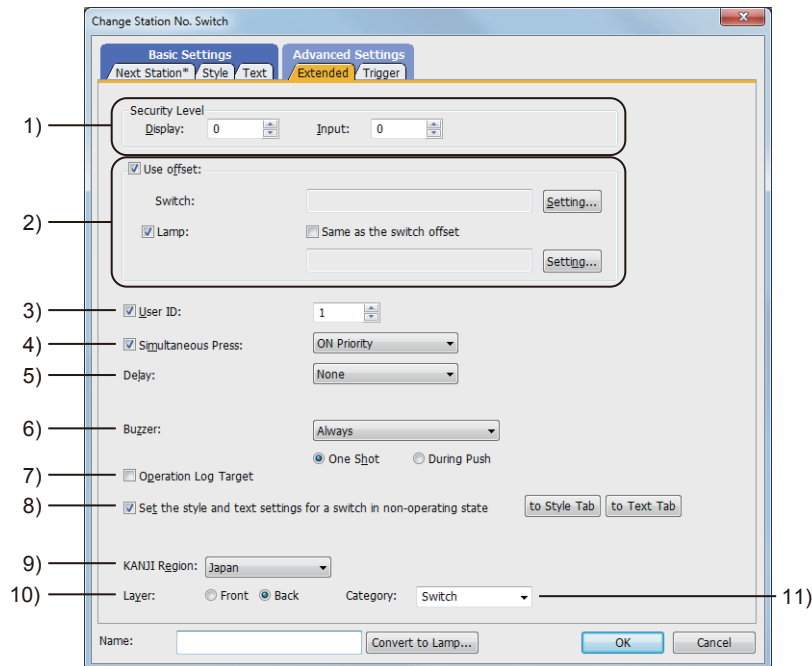 Change Station No. Switch
Basic Settings
Advanced Settings
Next Station* Style Text Extended Trigger
1) Security Level
Display: 0 Input: 0
2) Use offset:
Switch: Setting...
Lamp: Same as the switch offset
Setting...
3) User ID: 1
4) Simultaneous Press: ON Priority
5) Delay: None
6) Buzzer: Always
One Shot During Push
7) Operation Log Target
8) Set the style and text settings for a switch in non-operating state to Style Tab to Text Tab
9) KANJI Region: Japan
10) Layer: Front Back Category: Switch 11)
Name: Convert to Lamp... OK Cancel